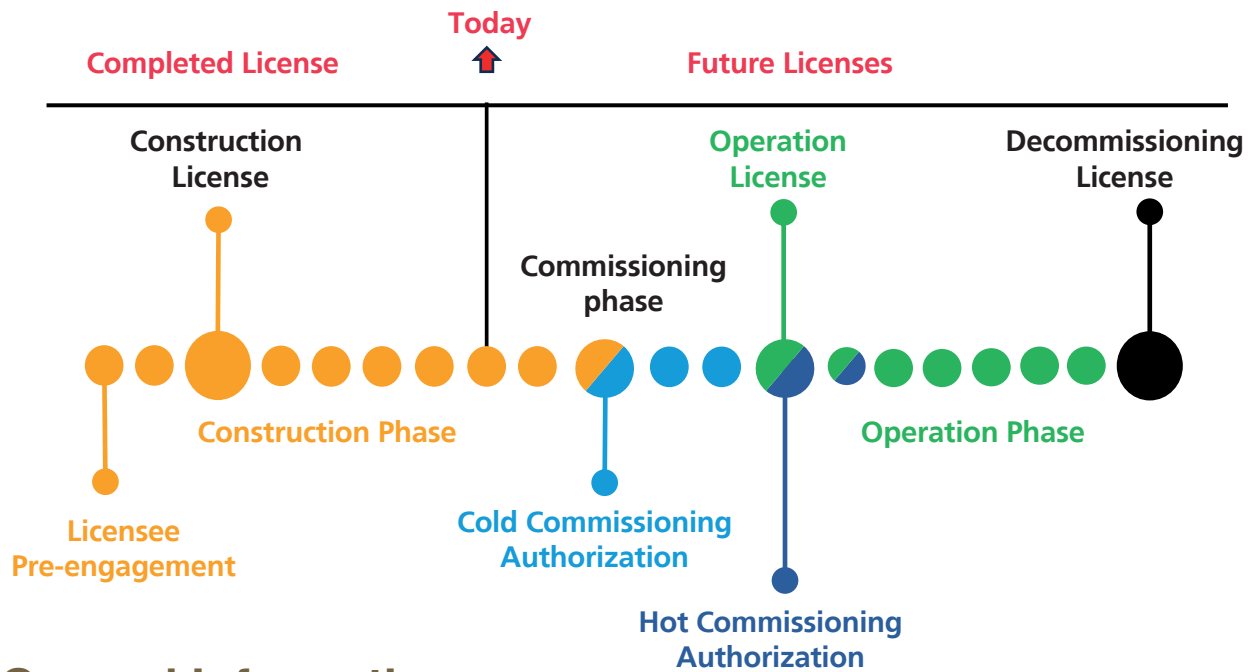 Today
Completed License
Future Licenses
Construction
License
Operation
License
Decommissioning
License
Commissioning
phase
Construction Phase
Operation Phase
Licensee
Pre-engagement
Cold Commissioning
Authorization
Hot Commissioning
Authorization